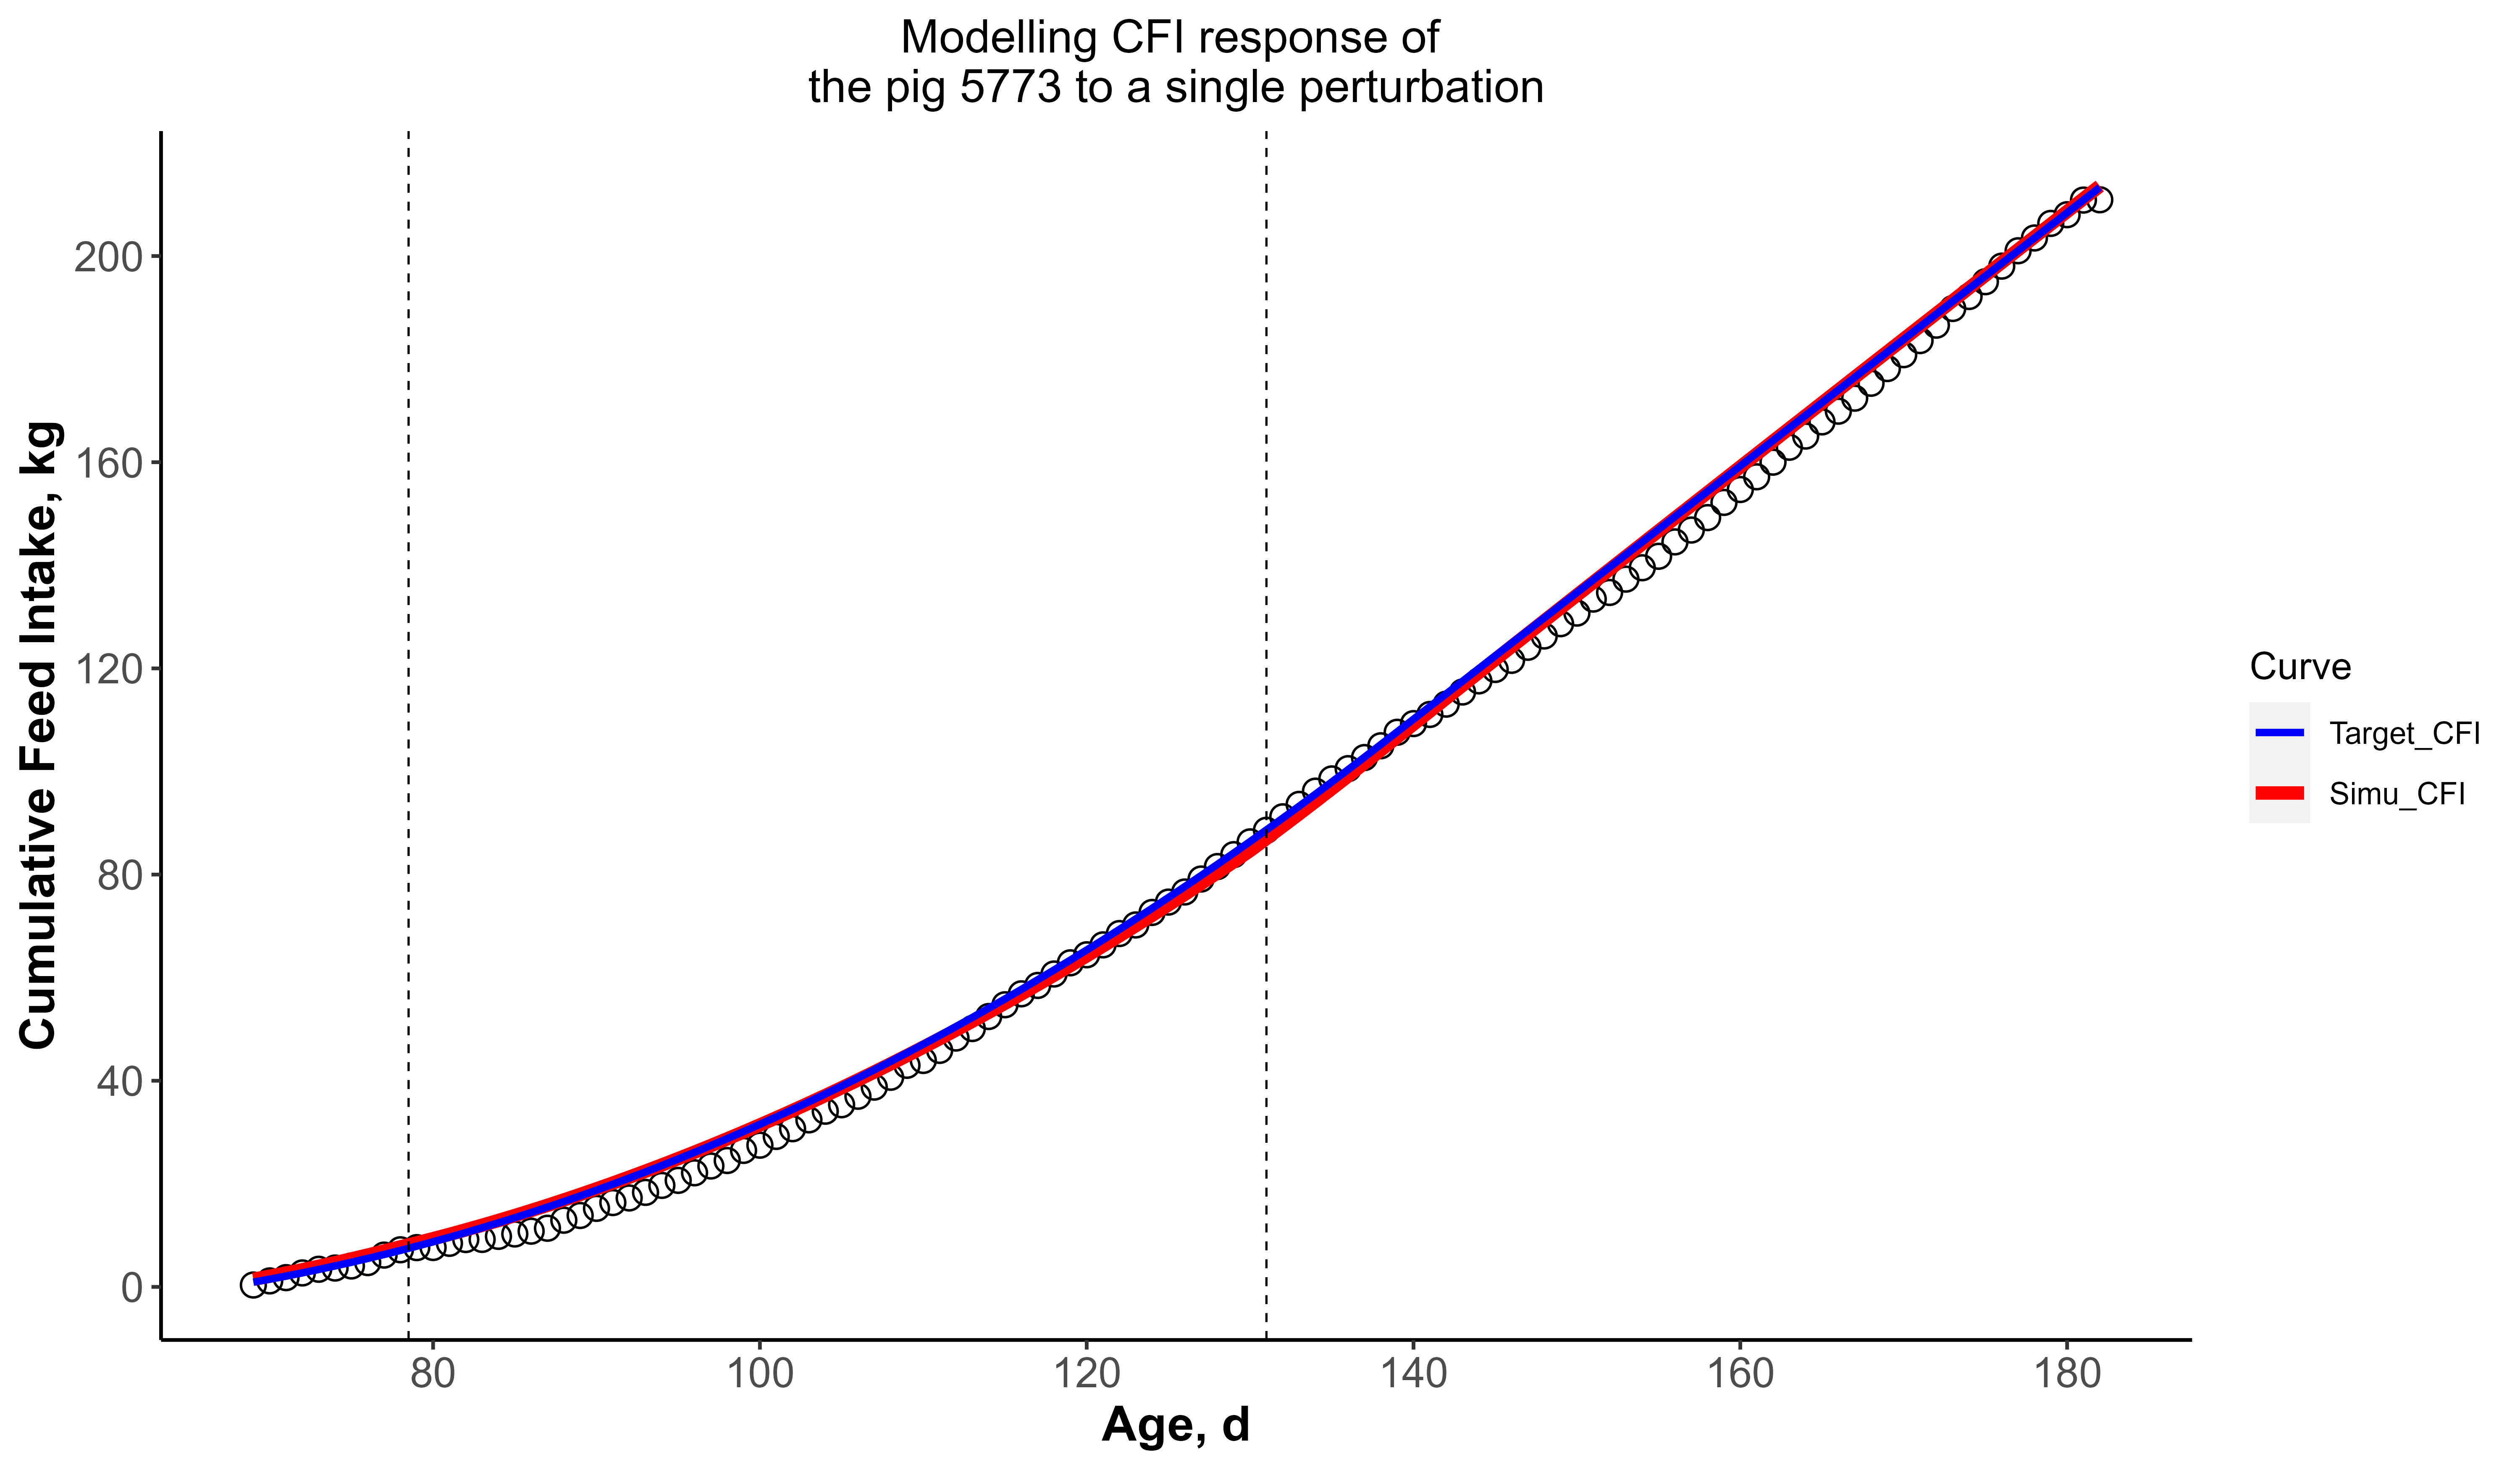 Modelling CFI response of
the pig 5773 to a single perturbation
Cumulative Feed Intake, kg
200
160
120
80
40
0
80
100
120
140
160
180
Age, d
Curve
Target_CFI
Simu_CFI